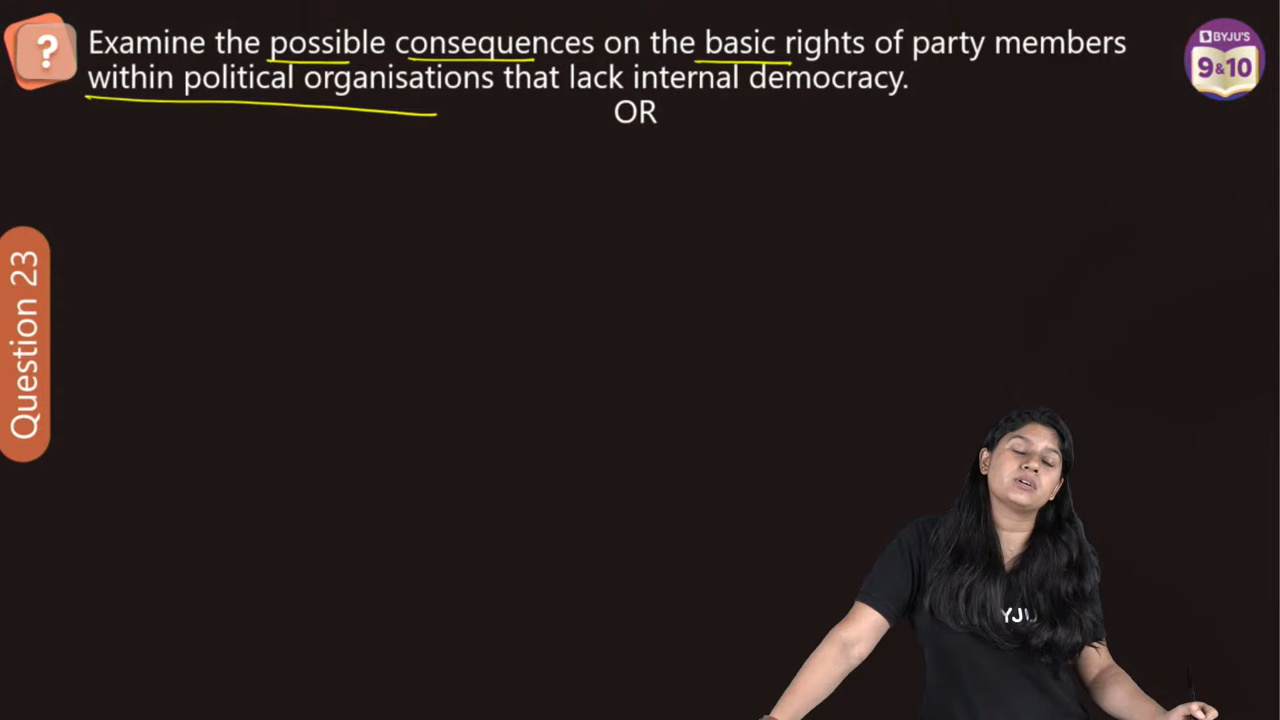 ?
Examine the possible consequences on the basic rights of party members
within political organisations that lack internal democracy.
OR
BYJU'S
9&10
Question 23
YJU